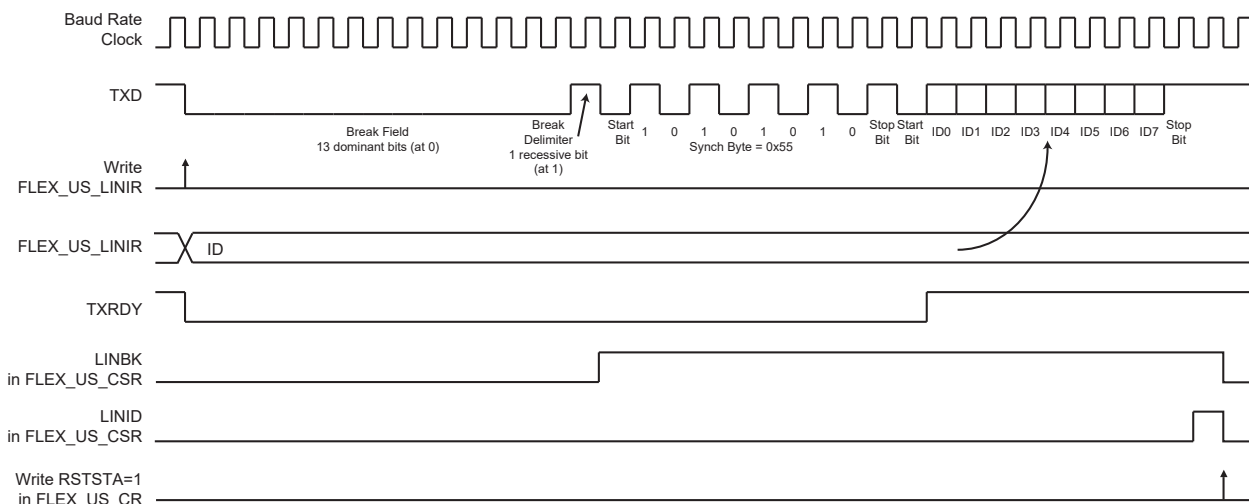 Baud Rate
Clock
TXD
Break Field
13 dominant bits (at 0)
Break
Delimiter
1 recessive bit
(at 1)
Start
Bit
1 0 1 0 1 0 1 0
Synch Byte = 0x55
Stop
Bit
Start
Bit
ID0 ID1 ID2 ID3 ID4 ID5 ID6 ID7
Stop
Bit
Write
FLEX_US_LINIR
FLEX_US_LINIR
ID
TXRDY
LINBK
in FLEX_US_CSR
LINID
in FLEX_US_CSR
Write RSTSTA=1
in FLEX_US_CR